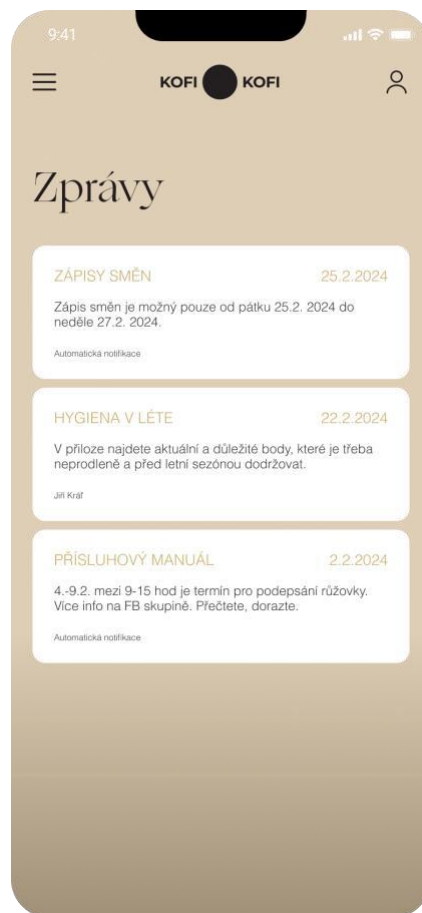 9:41
KOFI KOFI
Zprávy
ZÁPISY SMĚN 25.2.2024
Zápis směn je možný pouze od pátku 25.2. 2024 do
neděle 27.2. 2024.
Automatická notifikace
HYGIENA V LÉTE 22.2.2024
V příloze najdete aktuální a důležité body, které je třeba
neprodleně a před letní sezónou dodržovat.
Jiří Kráľ
PŘÍSLUHOVÝ MANUÁL 2.2.2024
4.-9.2. mezi 9-15 hod je termín pro podepsání růžovky.
Více info na FB skupině. Přečtete, dorazte.
Automatická notifikace